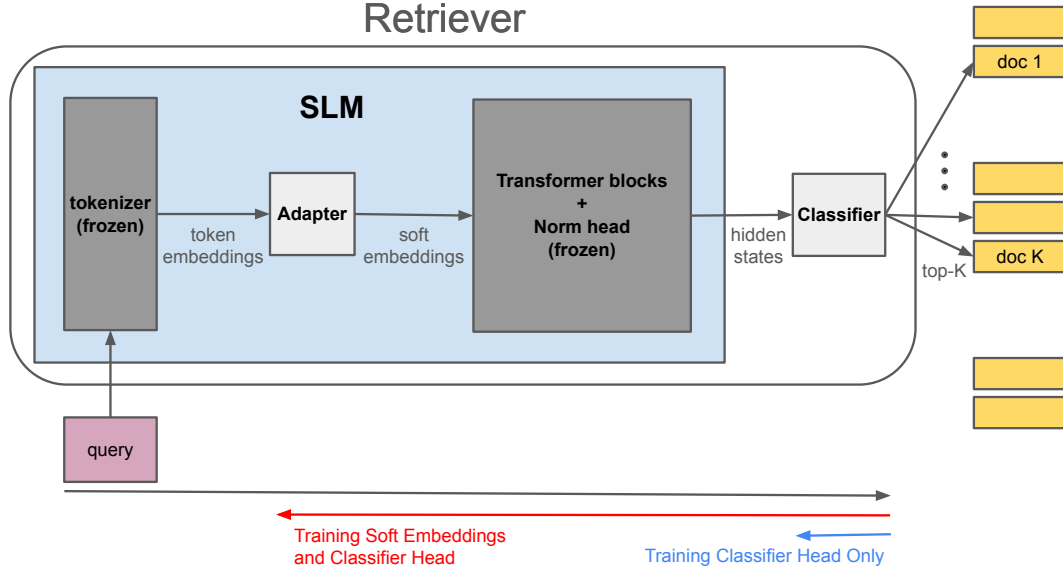 Retriever
SLM
doc 1
tokenizer
(frozen)
Adapter
Transformer blocks
+
Norm head
(frozen)
Classifier
token
embeddings
soft
embeddings
hidden
states
top-K
doc K
query
Training Soft Embeddings
and Classifier Head
Training Classifier Head Only